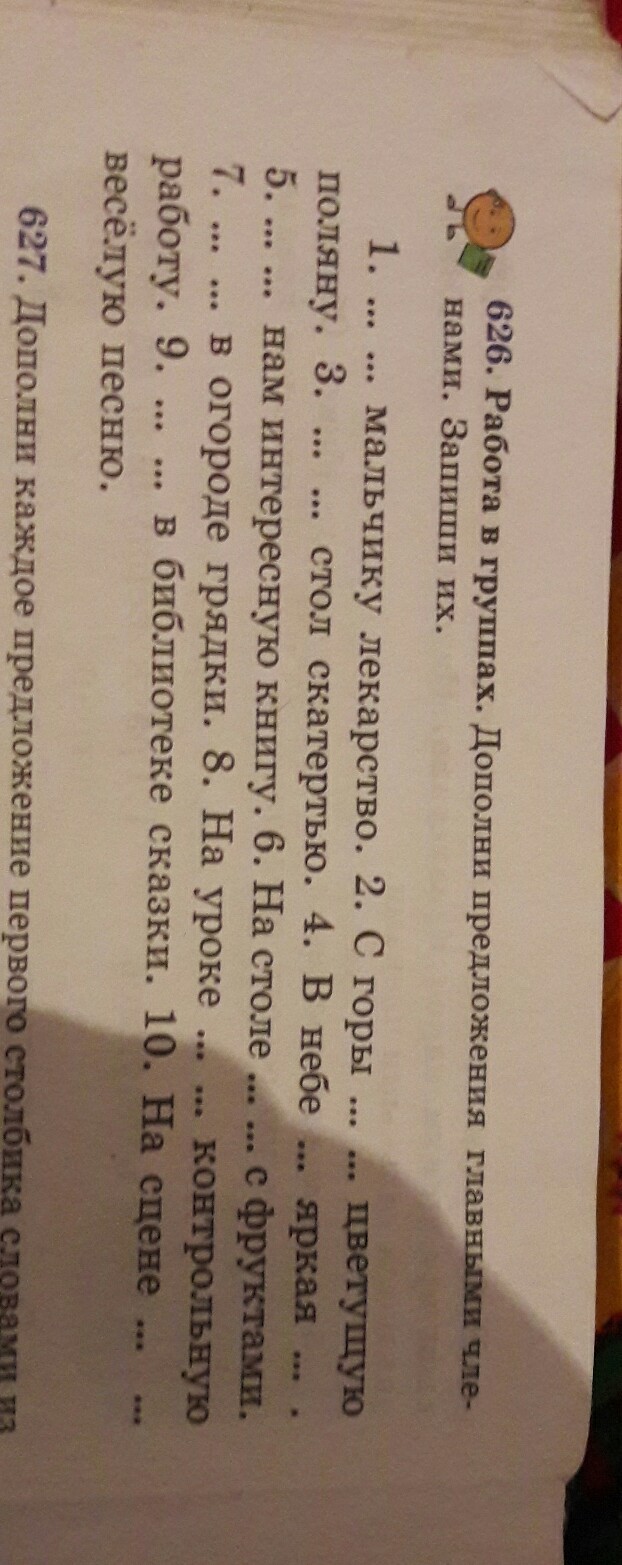 626. Работа в группах. Дополни предложения главными чле-
нами. Запиши их.
1. ... ... мальчику лекарство. 2. С горы ... ... цветущую
поляну. 3. ... ... стол скатертью. 4. В небе ... яркая ... .
5. ... ... нам интересную книгу. 6. На столе ... ... с фруктами.
7. ... ... в огороде грядки. 8. На уроке ... ... контрольную
работу. 9. ... ... в библиотеке сказки. 10. На сцене ... ...
весёлую песню.
627. Дополни каждое предложение первого столбика словами из